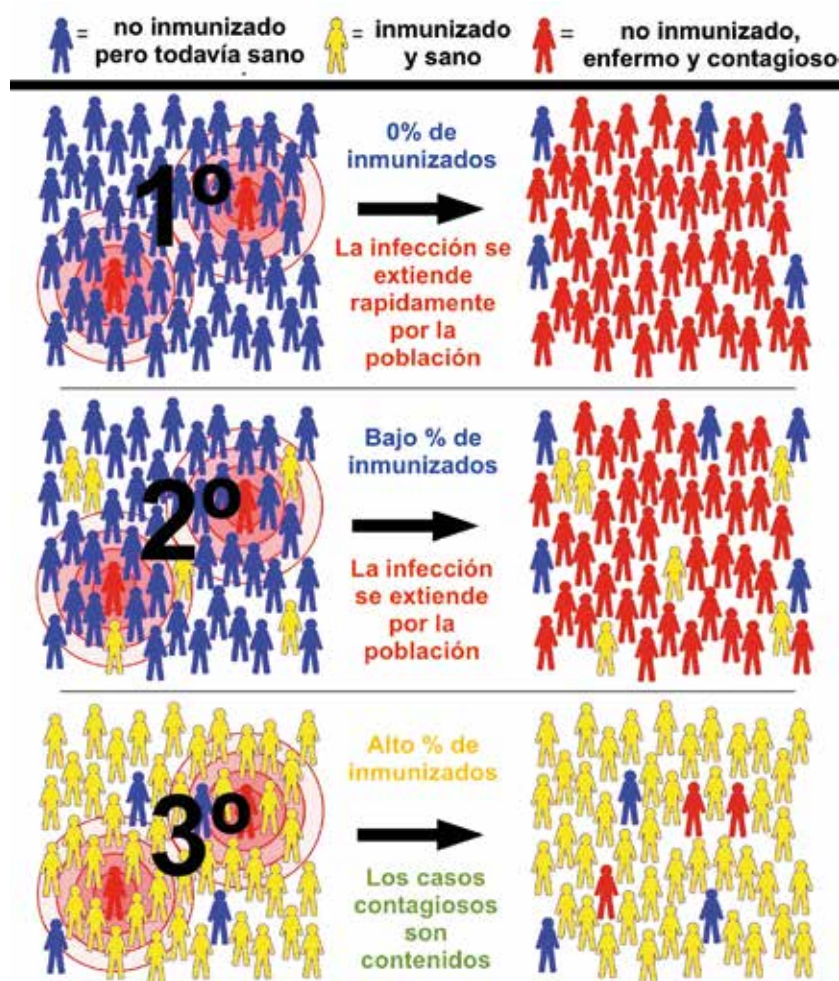 = no inmunizado
pero todavía sano
= inmunizado
y sano
= no inmunizado,
enfermo y contagioso
1º
0% de
inmunizados
La infección se
extiende
rapidamente
por la
población
2º
Bajo % de
inmunizados
La infección
se extiende
por la
población
3º
Alto % de
inmunizados
Los casos
contagiosos
son
contenidos